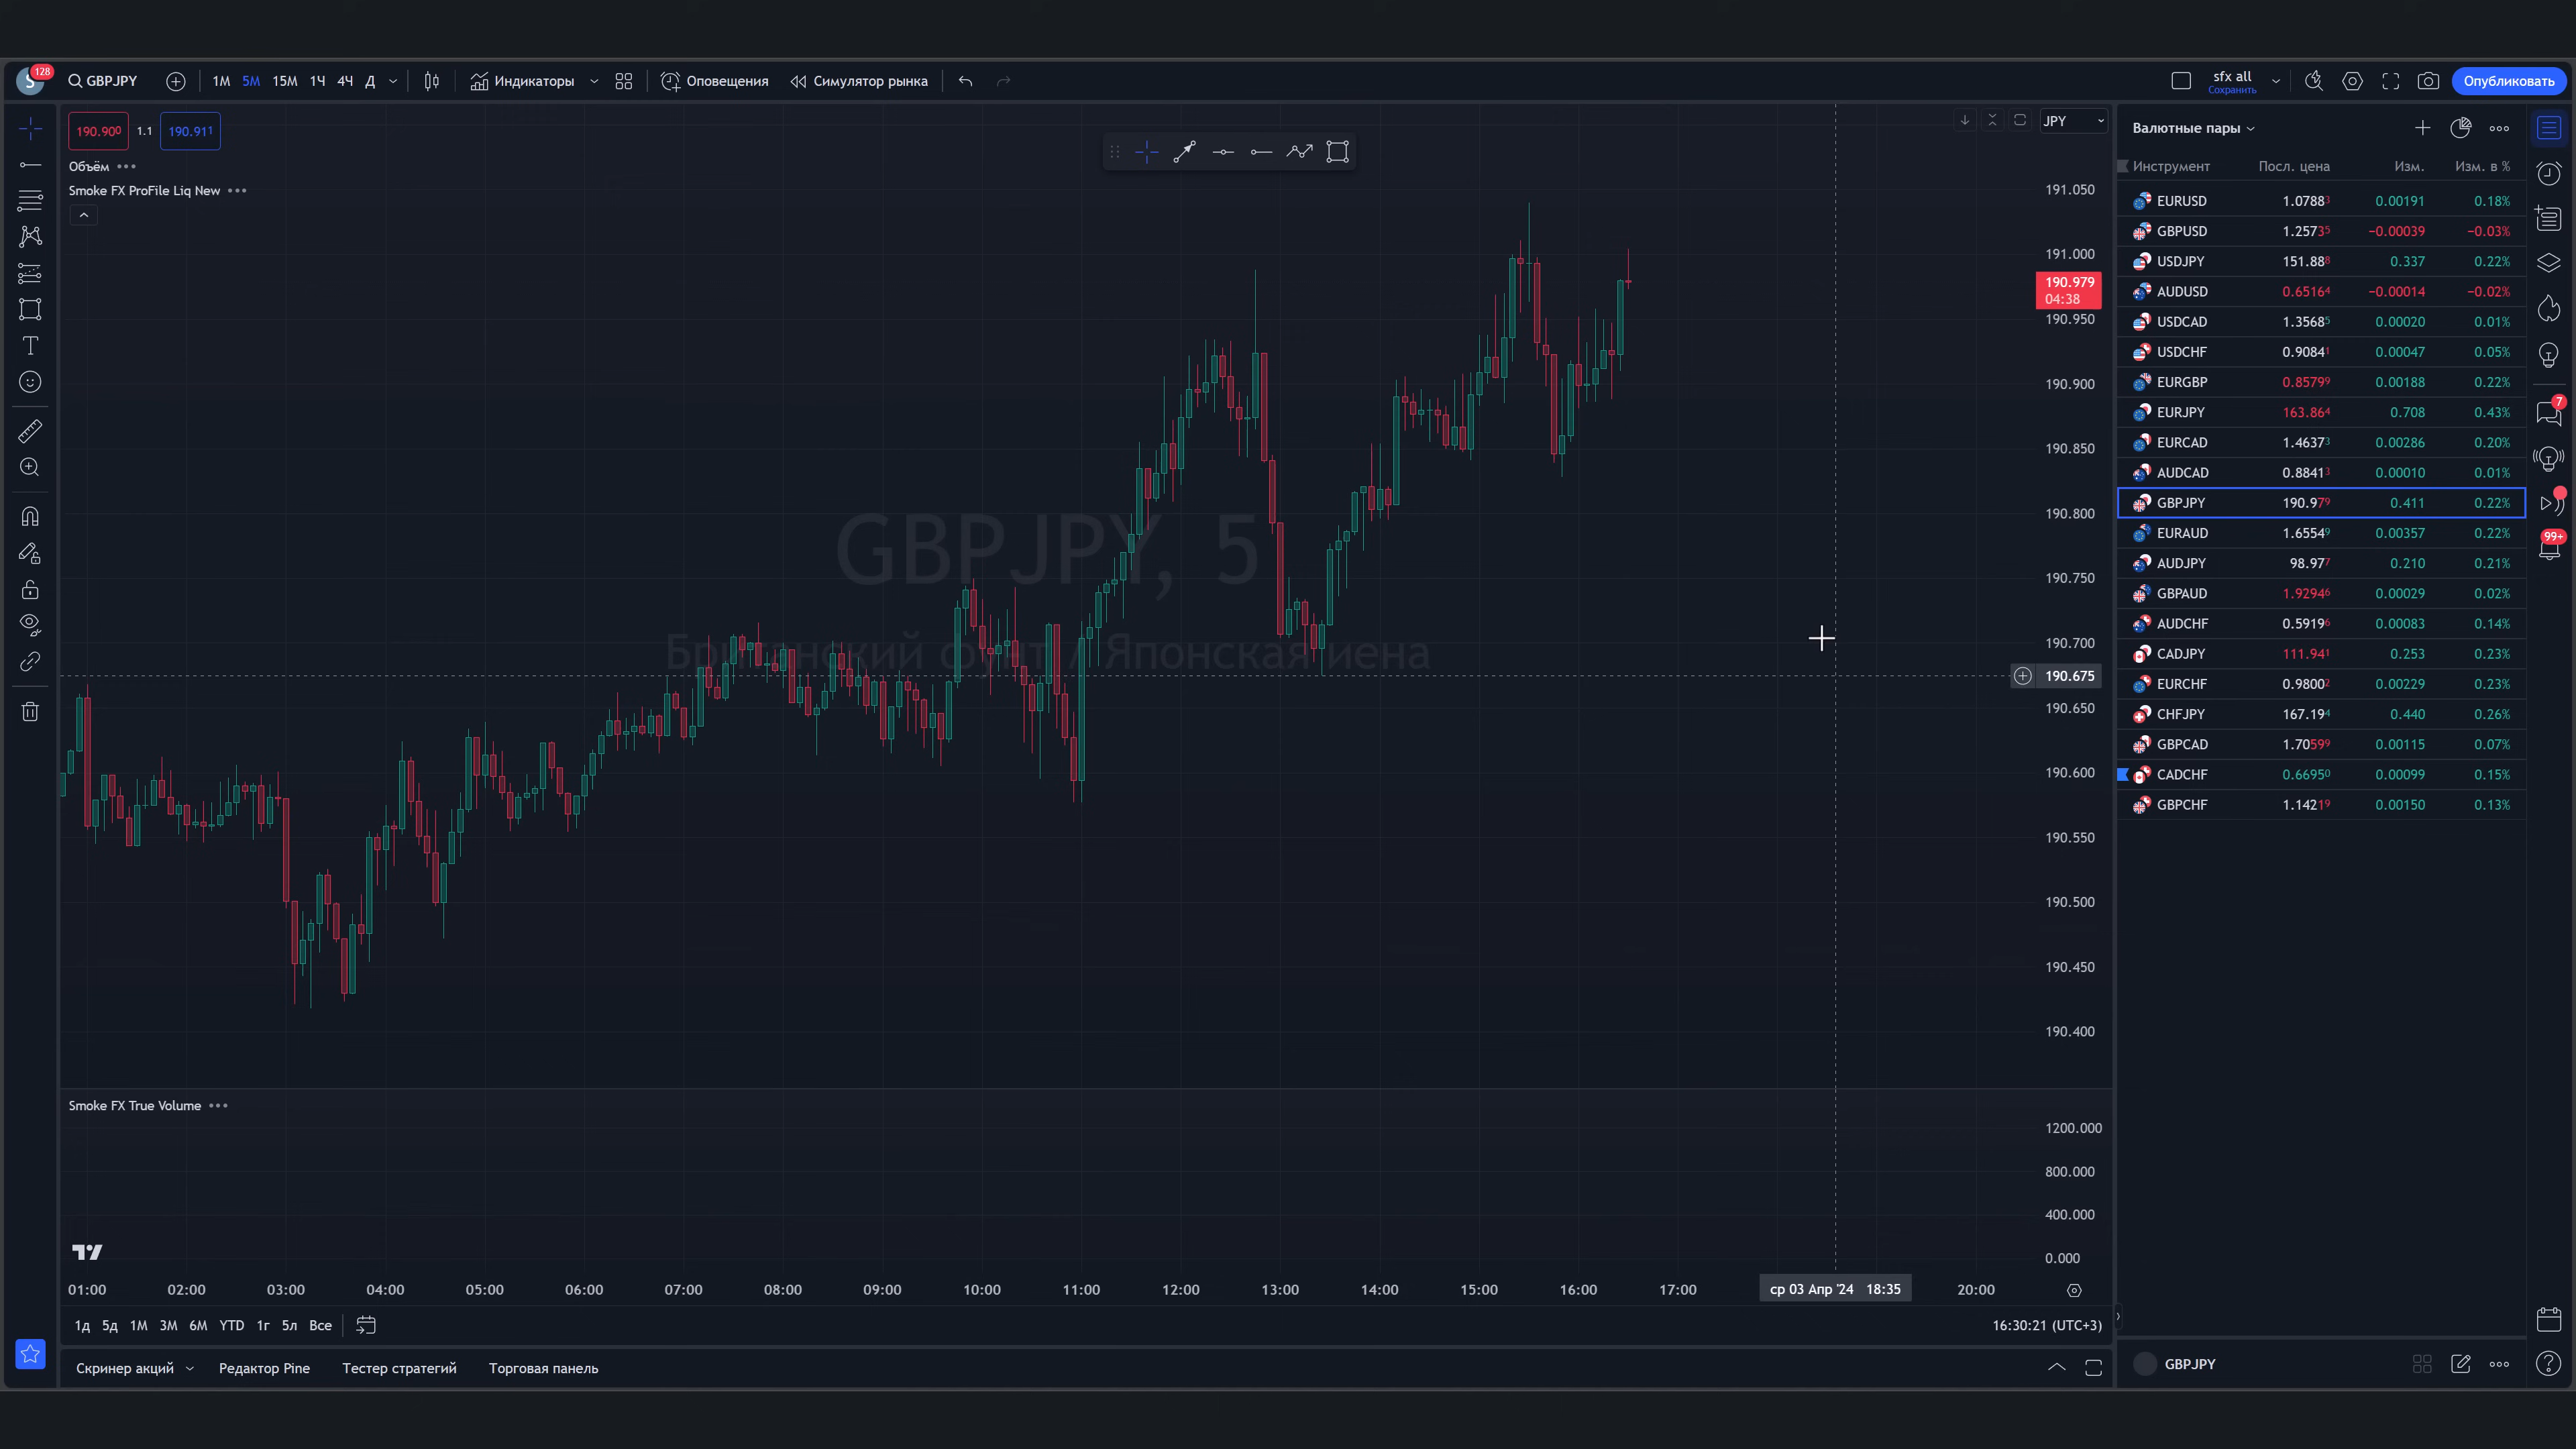 S 128 GBPJPY 1М 5М 15М 1Ч 4Ч Д Индикаторы Оповещения Симулятор рынка sfx all Сохранить Опубликовать
190.900 1.1 190.911
JPY
Объём
Smoke FX ProFile Liq New
GBPJPY, 5
Британский фунт / Японская иена
191.050
191.000
190.979
04:38
190.950
190.900
190.850
190.800
190.750
190.700
190.675
190.650
190.600
190.550
190.500
190.450
190.400
Smoke FX True Volume
1200.000
800.000
400.000
0.000
01:00 02:00 03:00 04:00 05:00 06:00 07:00 08:00 09:00 10:00 11:00 12:00 13:00 14:00 15:00 16:00 17:00 ср 03 Апр '24 18:35 20:00
1д 5д 1М 3М 6М YTD 1г 5л Все 16:30:21 (UTC+3)
Скринер акций Редактор Pine Тестер стратегий Торговая панель
Валютные пары
Инструмент Посл. цена Изм. Изм. в %
EURUSD 1.07883 0.00191 0.18%
GBPUSD 1.25735 −0.00039 −0.03%
USDJPY 151.888 0.337 0.22%
AUDUSD 0.65164 −0.00014 −0.02%
USDCAD 1.35685 0.00020 0.01%
USDCHF 0.90841 0.00047 0.05%
EURGBP 0.85799 0.00188 0.22%
EURJPY 163.864 0.708 0.43%
EURCAD 1.46373 0.00286 0.20%
AUDCAD 0.88413 0.00010 0.01%
GBPJPY 190.979 0.411 0.22%
EURAUD 1.65549 0.00357 0.22%
AUDJPY 98.977 0.210 0.21%
GBPAUD 1.92946 0.00029 0.02%
AUDCHF 0.59196 0.00083 0.14%
CADJPY 111.941 0.253 0.23%
EURCHF 0.98002 0.00229 0.23%
CHFJPY 167.194 0.440 0.26%
GBPCAD 1.70599 0.00115 0.07%
CADCHF 0.66950 0.00099 0.15%
GBPCHF 1.14219 0.00150 0.13%
GBPJPY
7
99+